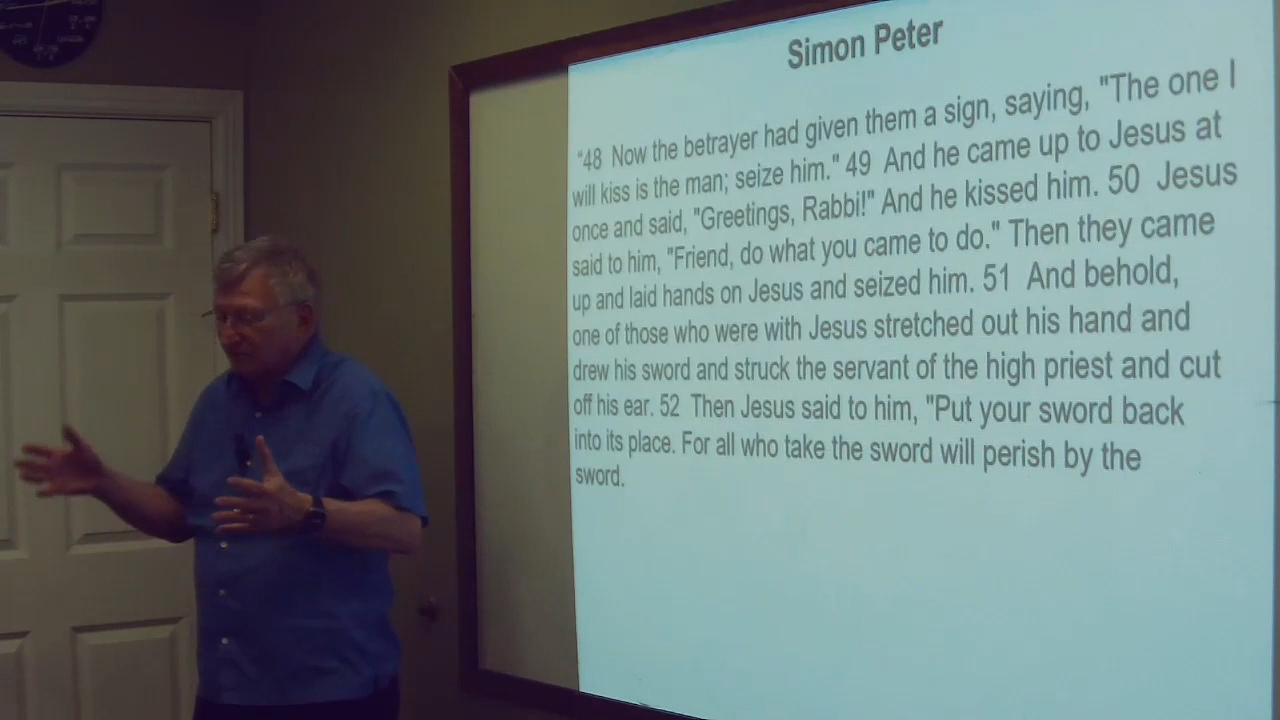 Simon Peter
“48 Now the betrayer had given them a sign, saying, "The one I
will kiss is the man; seize him." 49 And he came up to Jesus at
once and said, "Greetings, Rabbi!" And he kissed him. 50 Jesus
said to him, "Friend, do what you came to do." Then they came
up and laid hands on Jesus and seized him. 51 And behold,
one of those who were with Jesus stretched out his hand and
drew his sword and struck the servant of the high priest and cut
off his ear. 52 Then Jesus said to him, "Put your sword back
into its place. For all who take the sword will perish by the
sword.